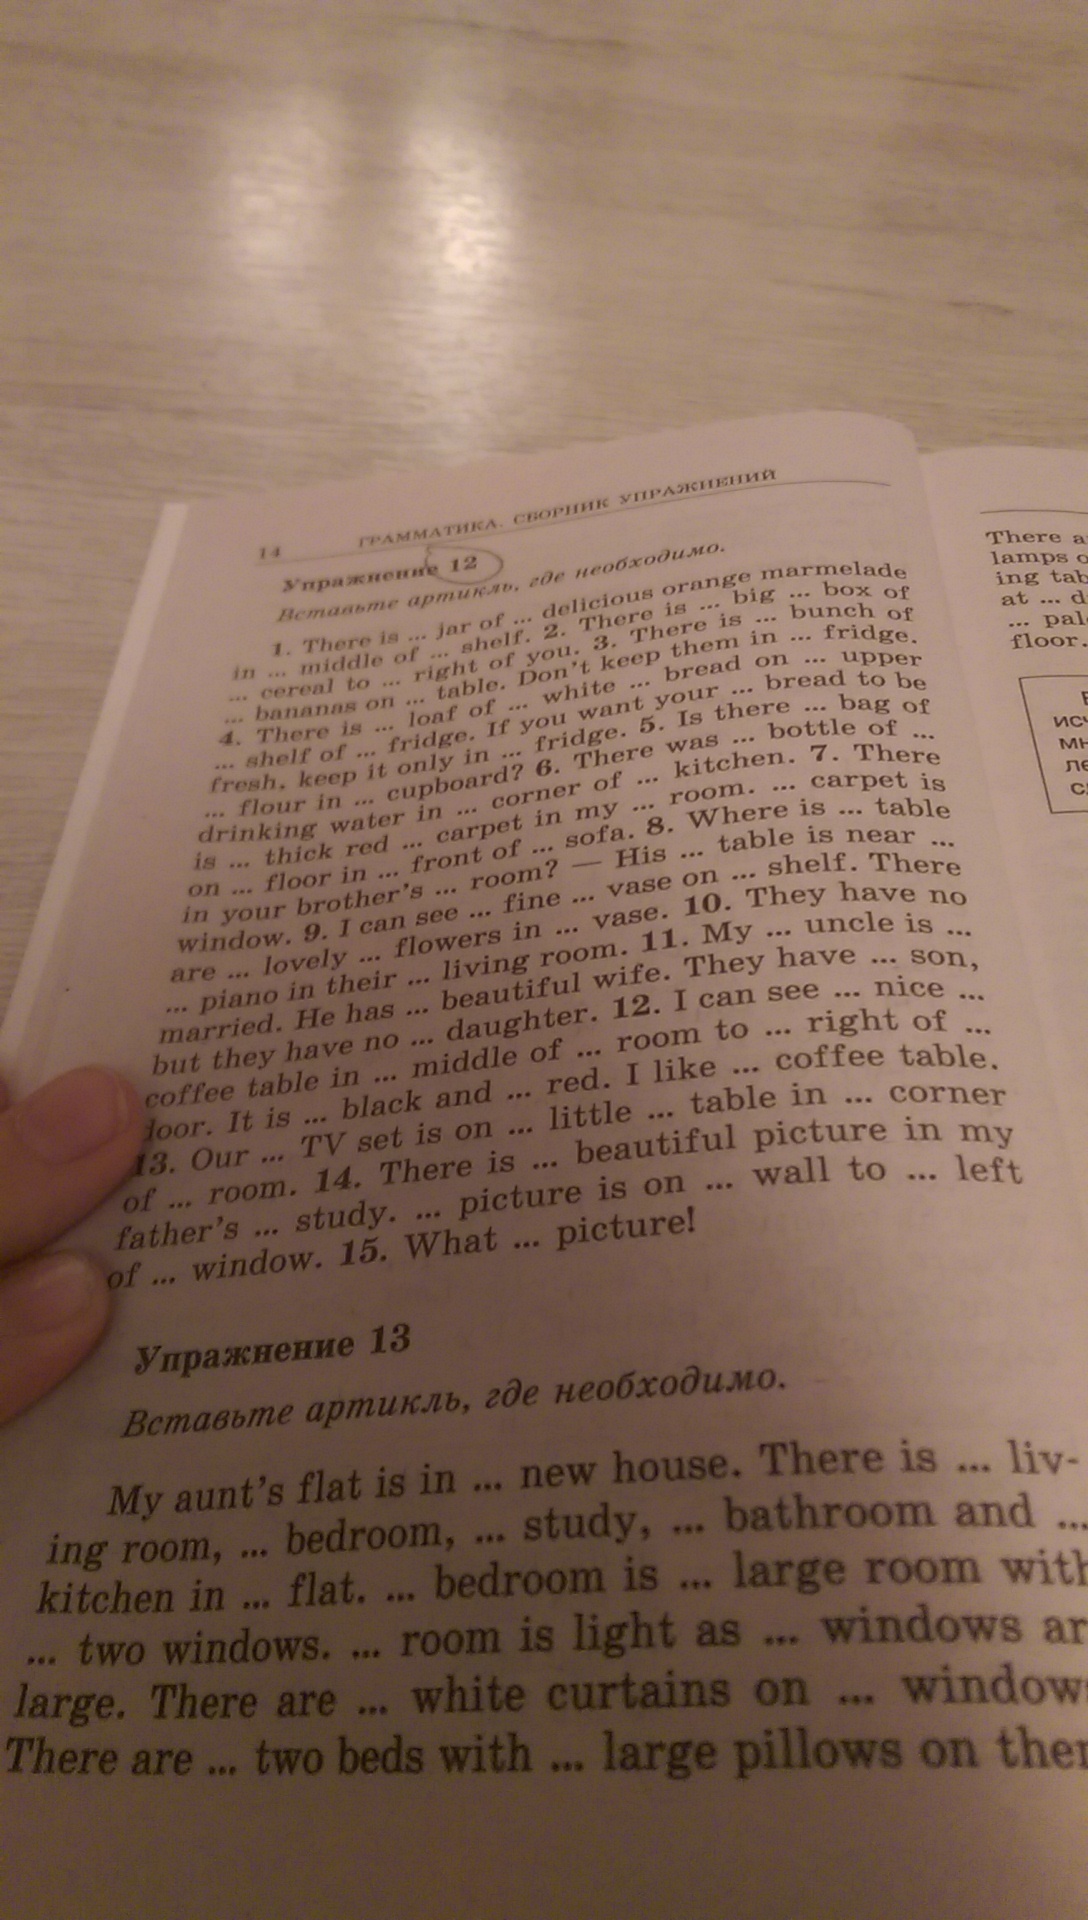 14 ГРАММАТИКА. СБОРНИК УПРАЖНЕНИЙ
Упражнение 12
Вставьте артикль, где необходимо.
1. There is ... jar of ... delicious orange marmelade
in ... middle of ... shelf. 2. There is ... big ... box of
... cereal to ... right of you. 3. There is ... bunch of
... bananas on ... table. Don't keep them in ... fridge.
4. There is ... loaf of ... white ... bread on ... upper
... shelf of ... fridge. If you want your ... bread to be
fresh, keep it only in ... fridge. 5. Is there ... bag of
... flour in ... cupboard? 6. There was ... bottle of ...
drinking water in ... corner of ... kitchen. 7. There
is ... thick red ... carpet in my ... room. ... carpet is
on ... floor in ... front of ... sofa. 8. Where is ... table
in your brother's ... room? — His ... table is near ...
window. 9. I can see ... fine ... vase on ... shelf. There
are ... lovely ... flowers in ... vase. 10. They have no
... piano in their ... living room. 11. My ... uncle is ...
married. He has ... beautiful wife. They have ... son,
but they have no ... daughter. 12. I can see ... nice ...
coffee table in ... middle of ... room to ... right of ...
door. It is ... black and ... red. I like ... coffee table.
13. Our ... TV set is on ... little ... table in ... corner
of ... room. 14. There is ... beautiful picture in my
father's ... study. ... picture is on ... wall to ... left
of ... window. 15. What ... picture!
Упражнение 13
Вставьте артикль, где необходимо.
My aunt's flat is in ... new house. There is ... liv-
ing room, ... bedroom, ... study, ... bathroom and ...
kitchen in ... flat. ... bedroom is ... large room with
... two windows. ... room is light as ... windows ar
large. There are ... white curtains on ... windows
There are ... two beds with ... large pillows on them
There a
lamps o
ing tab
at ... d
... pal
floor.